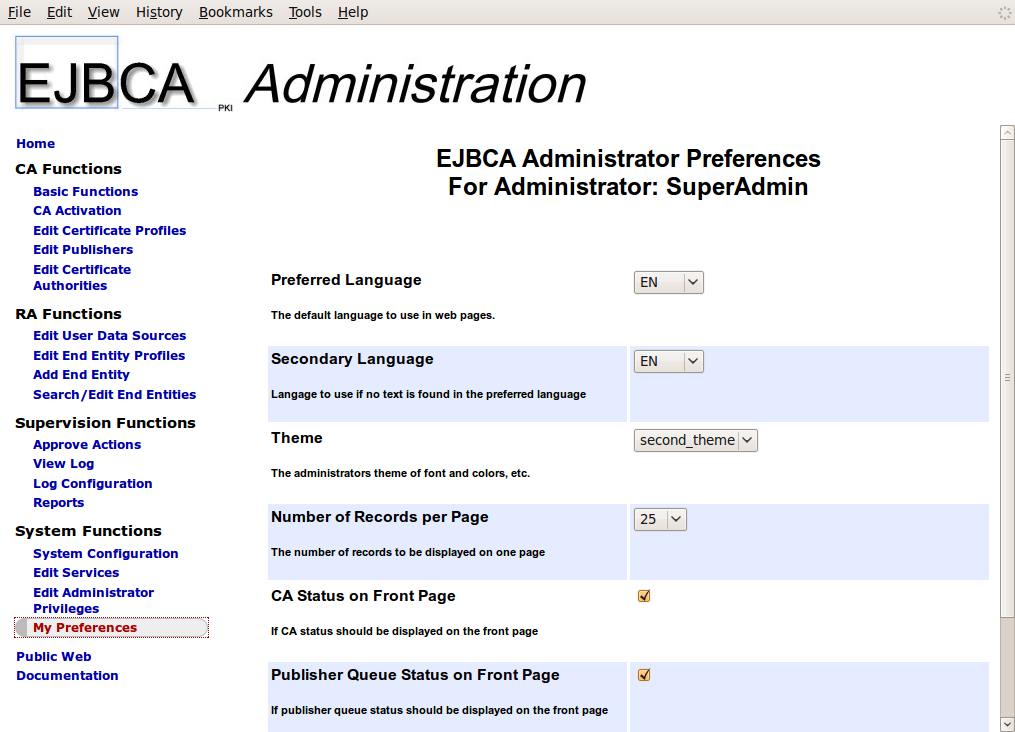 File Edit View History Bookmarks Tools Help
EJBCA PKI Administration
Home
CA Functions
Basic Functions
CA Activation
Edit Certificate Profiles
Edit Publishers
Edit Certificate
Authorities
RA Functions
Edit User Data Sources
Edit End Entity Profiles
Add End Entity
Search/Edit End Entities
Supervision Functions
Approve Actions
View Log
Log Configuration
Reports
System Functions
System Configuration
Edit Services
Edit Administrator
Privileges
My Preferences
Public Web
Documentation
EJBCA Administrator Preferences
For Administrator: SuperAdmin
Preferred Language EN
The default language to use in web pages.
Secondary Language EN
Langage to use if no text is found in the preferred language
Theme second_theme
The administrators theme of font and colors, etc.
Number of Records per Page 25
The number of records to be displayed on one page
CA Status on Front Page
If CA status should be displayed on the front page
Publisher Queue Status on Front Page
If publisher queue status should be displayed on the front page